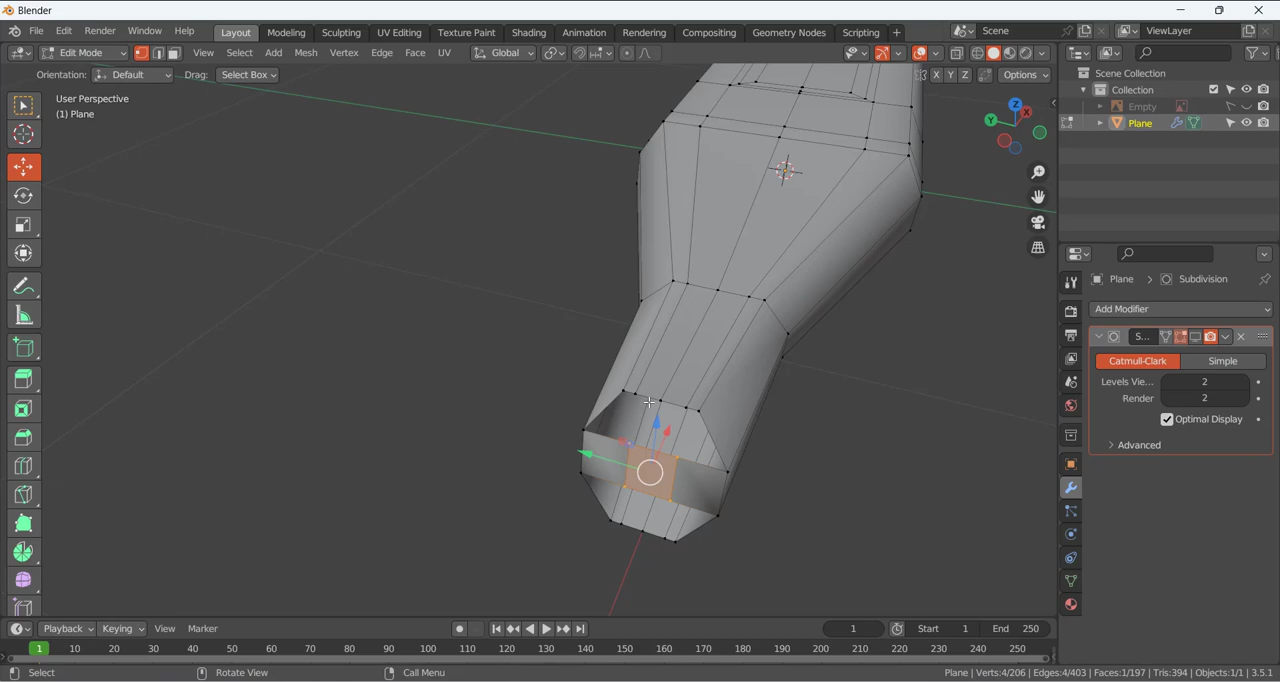 Blender
File Edit Render Window Help Layout Modeling Sculpting UV Editing Texture Paint Shading Animation Rendering Compositing Geometry Nodes Scripting + Scene ViewLayer
Edit Mode View Select Add Mesh Vertex Edge Face UV Global
Orientation: Default Drag: Select Box X Y Z Options
User Perspective
(1) Plane
Z
X
Y
Scene Collection
Collection
Empty
Plane
Plane > Subdivision
Add Modifier
S...
Catmull-Clark Simple
Levels Vie... 2
Render 2
Optimal Display
Advanced
Playback Keying View Marker 1 Start 1 End 250
1 10 20 30 40 50 60 70 80 90 100 110 120 130 140 150 160 170 180 190 200 210 220 230 240 250
Select Rotate View Call Menu Plane | Verts:4/206 | Edges:4/403 | Faces:1/197 | Tris:394 | Objects:1/1 | 3.5.1